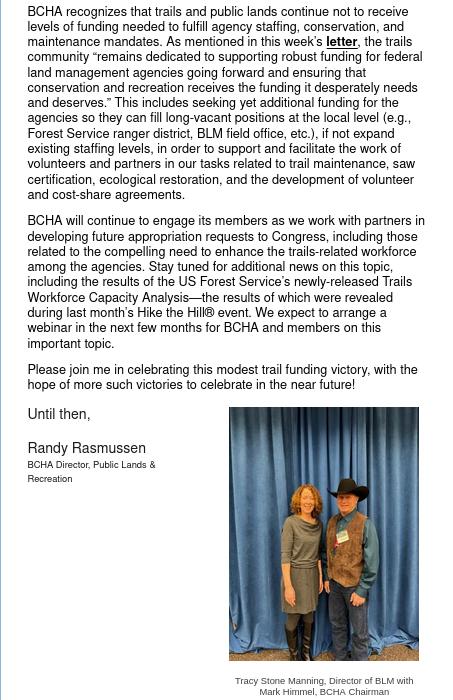 BCHA recognizes that trails and public lands continue not to receive
levels of funding needed to fulfill agency staffing, conservation, and
maintenance mandates. As mentioned in this week's letter, the trails
community “remains dedicated to supporting robust funding for federal
land management agencies going forward and ensuring that
conservation and recreation receives the funding it desperately needs
and deserves.” This includes seeking yet additional funding for the
agencies so they can fill long-vacant positions at the local level (e.g.,
Forest Service ranger district, BLM field office, etc.), if not expand
existing staffing levels, in order to support and facilitate the work of
volunteers and partners in our tasks related to trail maintenance, saw
certification, ecological restoration, and the development of volunteer
and cost-share agreements.
BCHA will continue to engage its members as we work with partners in
developing future appropriation requests to Congress, including those
related to the compelling need to enhance the trails-related workforce
among the agencies. Stay tuned for additional news on this topic,
including the results of the US Forest Service's newly-released Trails
Workforce Capacity Analysis—the results of which were revealed
during last month's Hike the Hill® event. We expect to arrange a
webinar in the next few months for BCHA and members on this
important topic.
Please join me in celebrating this modest trail funding victory, with the
hope of more such victories to celebrate in the near future!
Until then,
Randy Rasmussen
BCHA Director, Public Lands &
Recreation
Tracy Stone Manning, Director of BLM with
Mark Himmel, BCHA Chairman